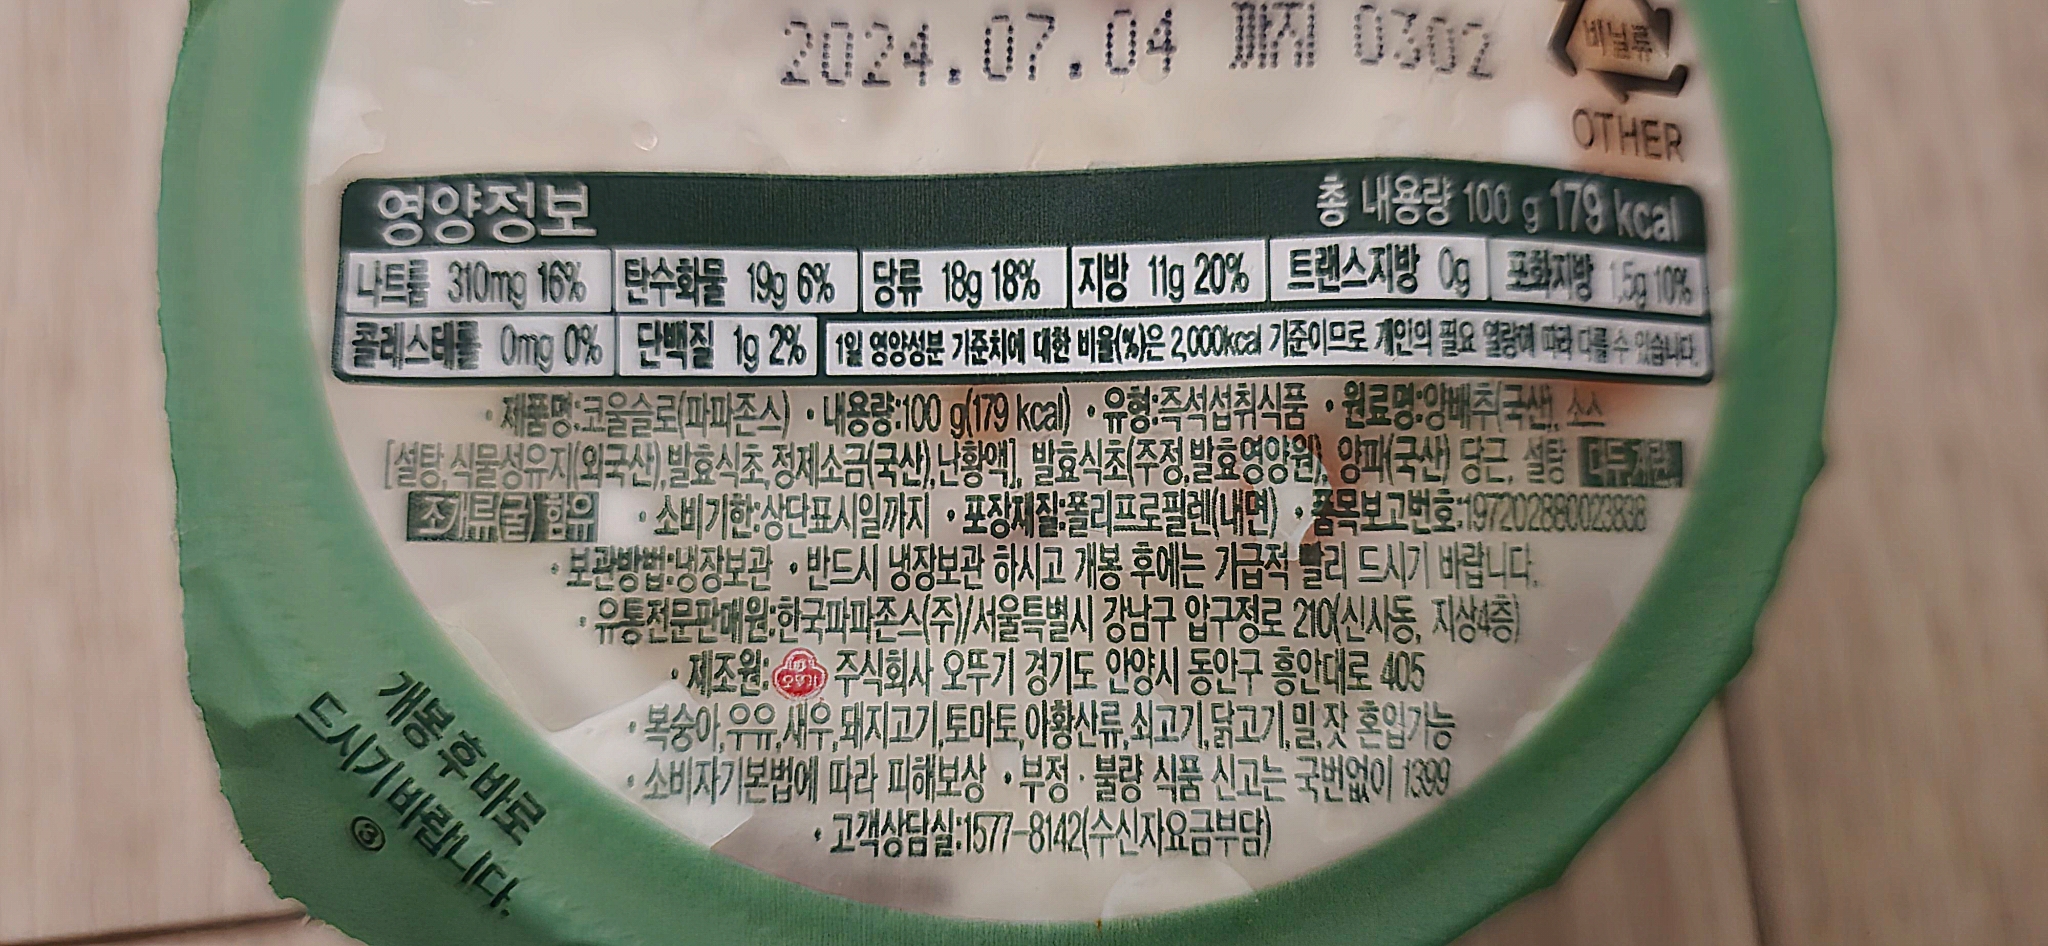 2024.07.04 까지 0302
비닐류
OTHER
영양정보 총 내용량 100 g 179 kcal
나트륨 310mg 16% 탄수화물 19g 6% 당류 18g 18% 지방 11g 20% 트랜스지방 0g 포화지방 1.5g 10%
콜레스테롤 0mg 0% 단백질 1g 2% 1일 영양성분 기준치에 대한 비율(%)은 2,000kcal 기준이므로 개인의 필요 열량에 따라 다를 수 있습니다.
• 제품명:코울슬로(파파존스) • 내용량:100 g(179 kcal) • 유형:즉석섭취식품 • 원료명:양배추(국산), 소스
[설탕,식물성유지(외국산),발효식초,정제소금(국산),난황액], 발효식초(주정,발효영양원), 양파(국산) 당근, 설탕 대두,계란,
조개류(굴) 함유 • 소비기한:상단표시일까지 • 포장재질:폴리프로필렌(내면) • 품목보고번호:197202880023838
• 보관방법:냉장보관 • 반드시 냉장보관 하시고 개봉 후에는 가급적 빨리 드시기 바랍니다.
• 유통전문판매원:한국파파존스(주)/서울특별시 강남구 압구정로 210(신사동, 지상4층)
• 제조원: 오뚜기 주식회사 오뚜기 경기도 안양시 동안구 흥안대로 405
• 복숭아,우유,새우,돼지고기,토마토,아황산류,쇠고기,닭고기,밀,잣 혼입가능
• 소비자기본법에 따라 피해보상 • 부정 · 불량 식품 신고는 국번없이 1399
• 고객상담실:1577-8142(수신자요금부담)
개봉 후 바로
드시기 바랍니다.
③